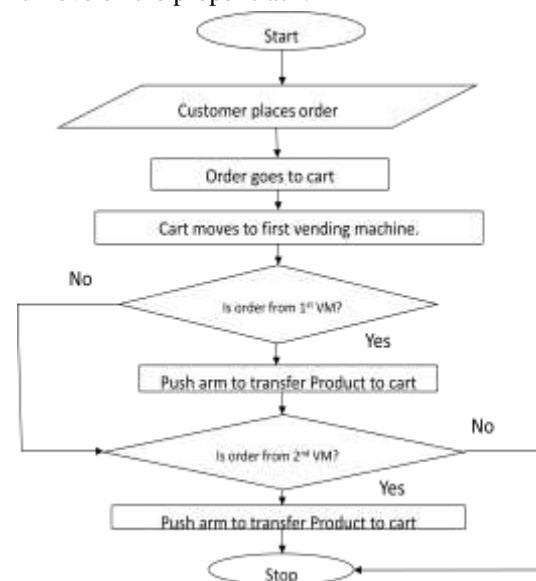 Start
Customer places order
Order goes to cart
Cart moves to first vending machine.
No
Is order from 1st VM?
Yes
Push arm to transfer Product to cart
No
Is order from 2nd VM?
Yes
Push arm to transfer Product to cart
Stop